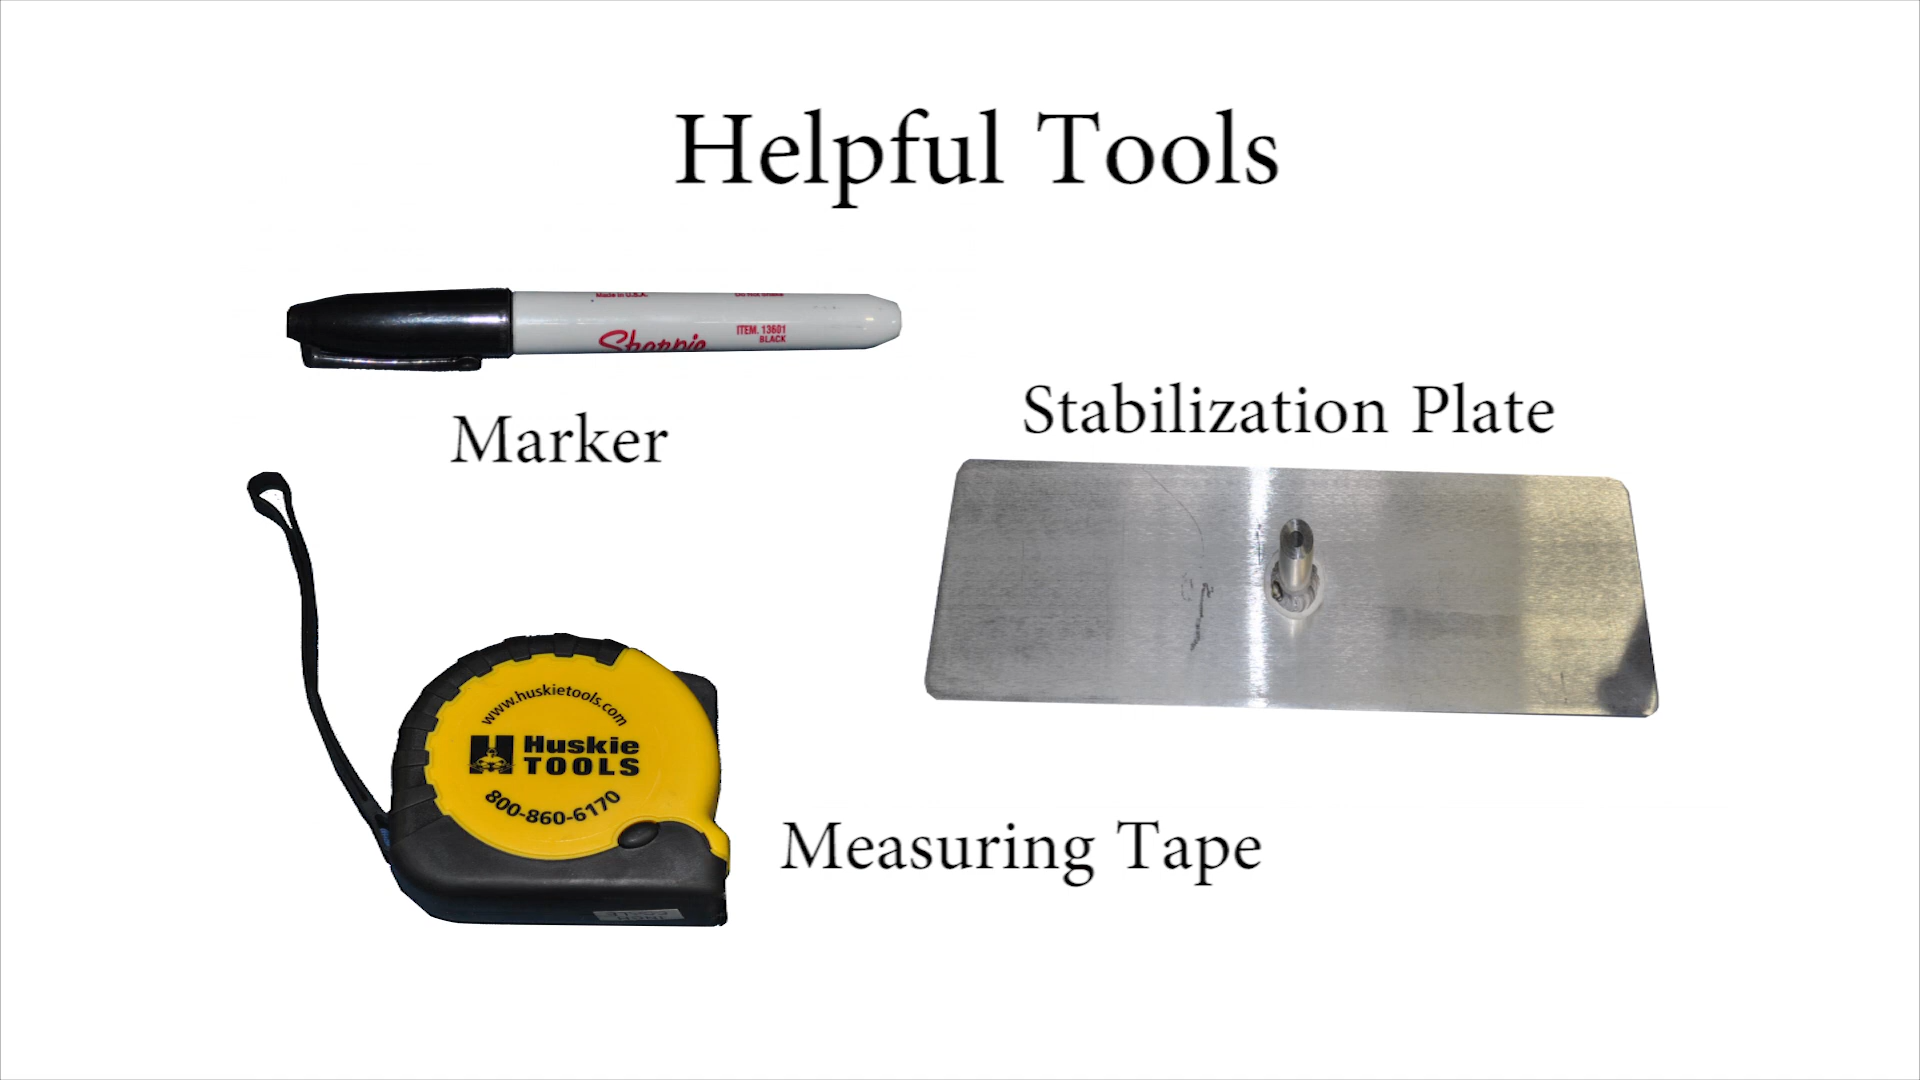 Helpful Tools
Made in U.S.A.
Sharpie
ITEM. 13601
BLACK
Marker
Stabilization Plate
www.huskietools.com
Huskie
TOOLS
800-860-6170
Measuring Tape